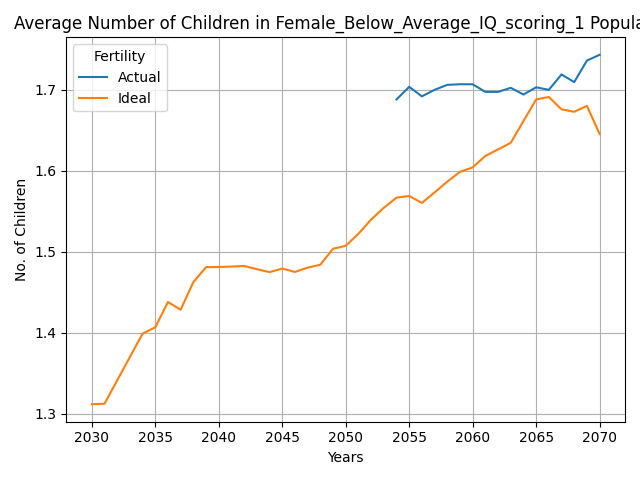 Average Number of Children in Female_Below_Average_IQ_scoring_1 Popula
Fertility
Actual
Ideal
1.7
1.6
1.5
1.4
1.3
No. of Children
2030 2035 2040 2045 2050 2055 2060 2065 2070
Years